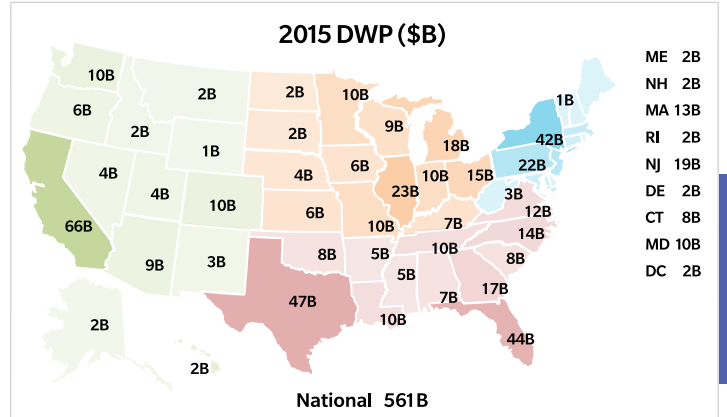 2015 DWP ($B)
ME 2B
NH 2B
MA 13B
RI 2B
NJ 19B
DE 2B
CT 8B
MD 10B
DC 2B
10B
6B
2B
2B
1B
4B
4B
10B
66B
9B
3B
2B
2B
2B
2B
4B
6B
8B
47B
10B
9B
18B
6B
23B
10B
15B
10B
7B
5B
5B
10B
10B
7B
17B
44B
8B
14B
12B
3B
22B
42B
1B
National 561B